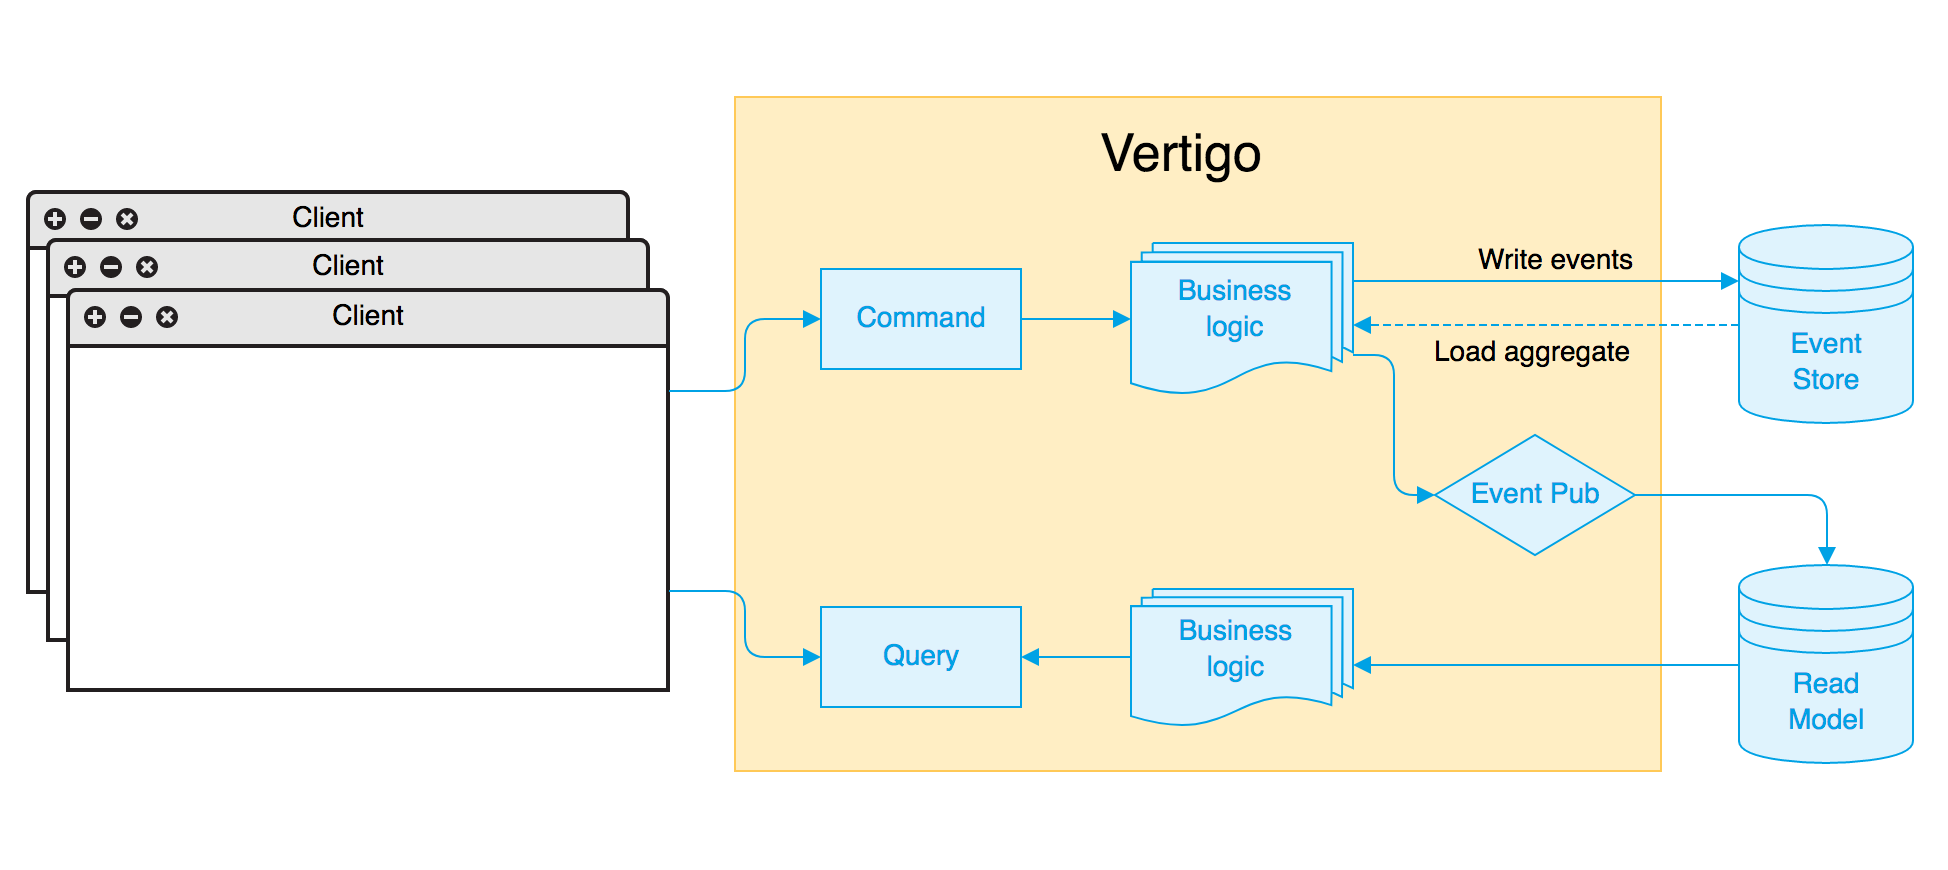 Vertigo
Client
Client
Client
Command
Business
logic
Write events
Load aggregate
Event
Store
Event Pub
Query
Business
logic
Read
Model